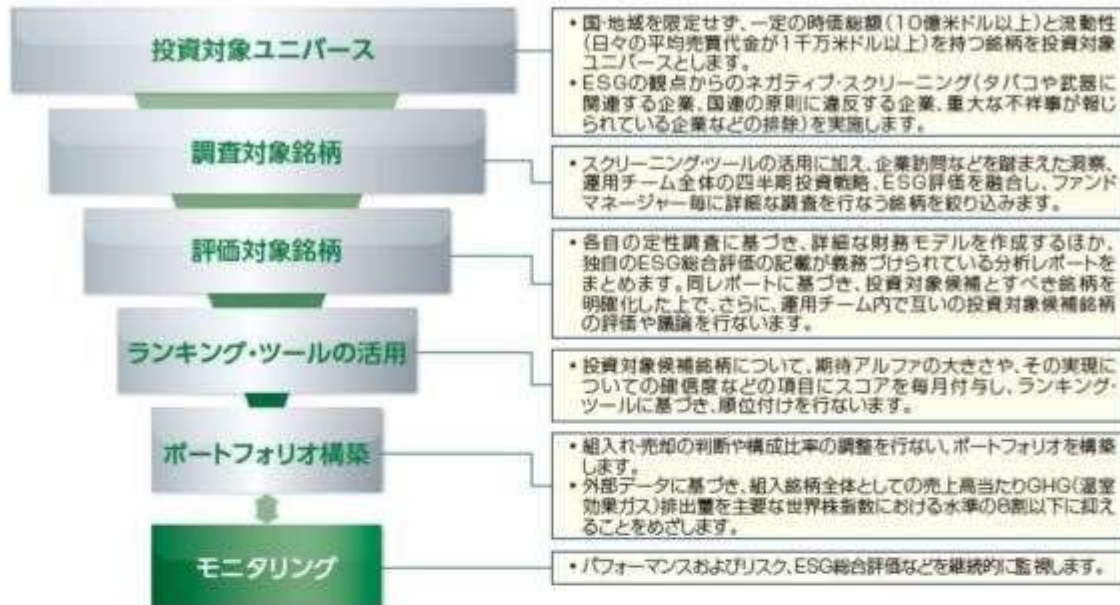 投資対象ユニバース
・国・地域を限定せず、一定の時価総額(10億米ドル以上)と流動性
(日々の平均売買代金が1千万米ドル以上)を持つ銘柄を投資対象
ユニバースとします。
・ESGの観点からのネガティブ・スクリーニング(タバコや武器に
関連する企業、国連の原則に違反する企業、重大な不祥事が報じ
られている企業などの排除)を実施します。
調査対象銘柄
・スクリーニング・ツールの活用に加え、企業訪問などを踏まえた洞察、
運用チーム全体の四半期投資戦略、ESG評価を融合し、ファンド
マネージャー毎に詳細な調査を行なう銘柄を絞り込みます。
評価対象銘柄
・各自の定性調査に基づき、詳細な財務モデルを作成するほか、
独自のESG総合評価の記載が義務づけられている分析レポートを
まとめます。同レポートに基づき、投資対象候補とすべき銘柄を
明確化した上で、さらに、運用チーム内で互いの投資対象候補銘柄
の評価や議論を行ないます。
ランキング・ツールの活用
・投資対象候補銘柄について、期待アルファの大きさや、その実現に
ついての確信度などの項目にスコアを毎月付与し、ランキング
ツールに基づき、順位付けを行ないます。
ポートフォリオ構築
・組入れ・売却の判断や構成比率の調整を行ない、ポートフォリオを構築
します。
・外部データに基づき、組入銘柄全体としての売上高当たりGHG(温室
効果ガス)排出量を主要な世界株指数における水準の8割以下に抑え
ることをめざします。
モニタリング
・パフォーマンスおよびリスク、ESG総合評価などを継続的に監視します。